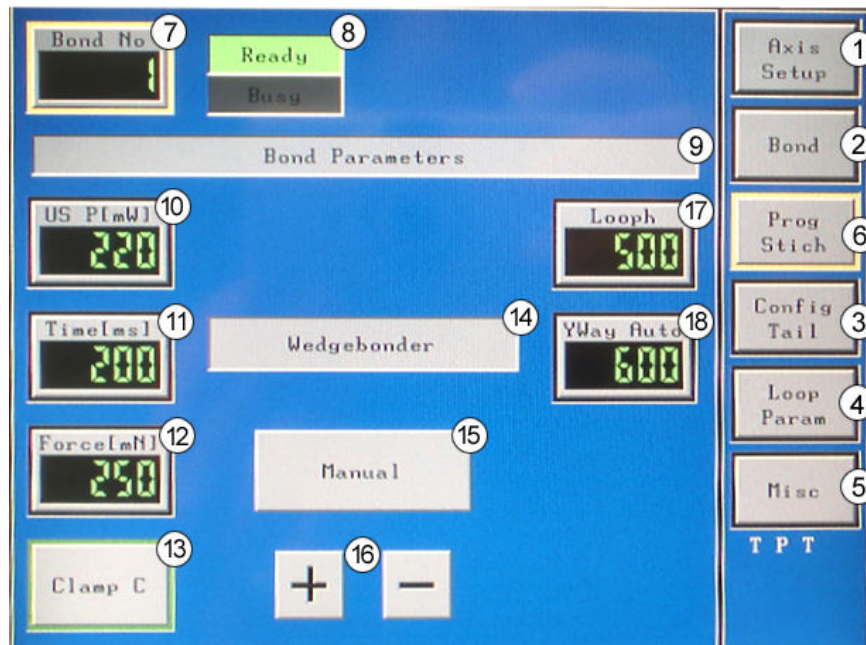 Bond No
7
1
8
Ready
Busy
1
Axis
Setup
9
Bond Parameters
2
Bond
10
US P[mW]
220
17
Looph
500
6
Prog
Stich
11
Time[ms]
200
14
Wedgebonder
18
YWay Auto
600
3
Config
Tail
12
Force[mN]
250
15
Manual
4
Loop
Param
13
Clamp C
16
+
−
5
Misc
T P T